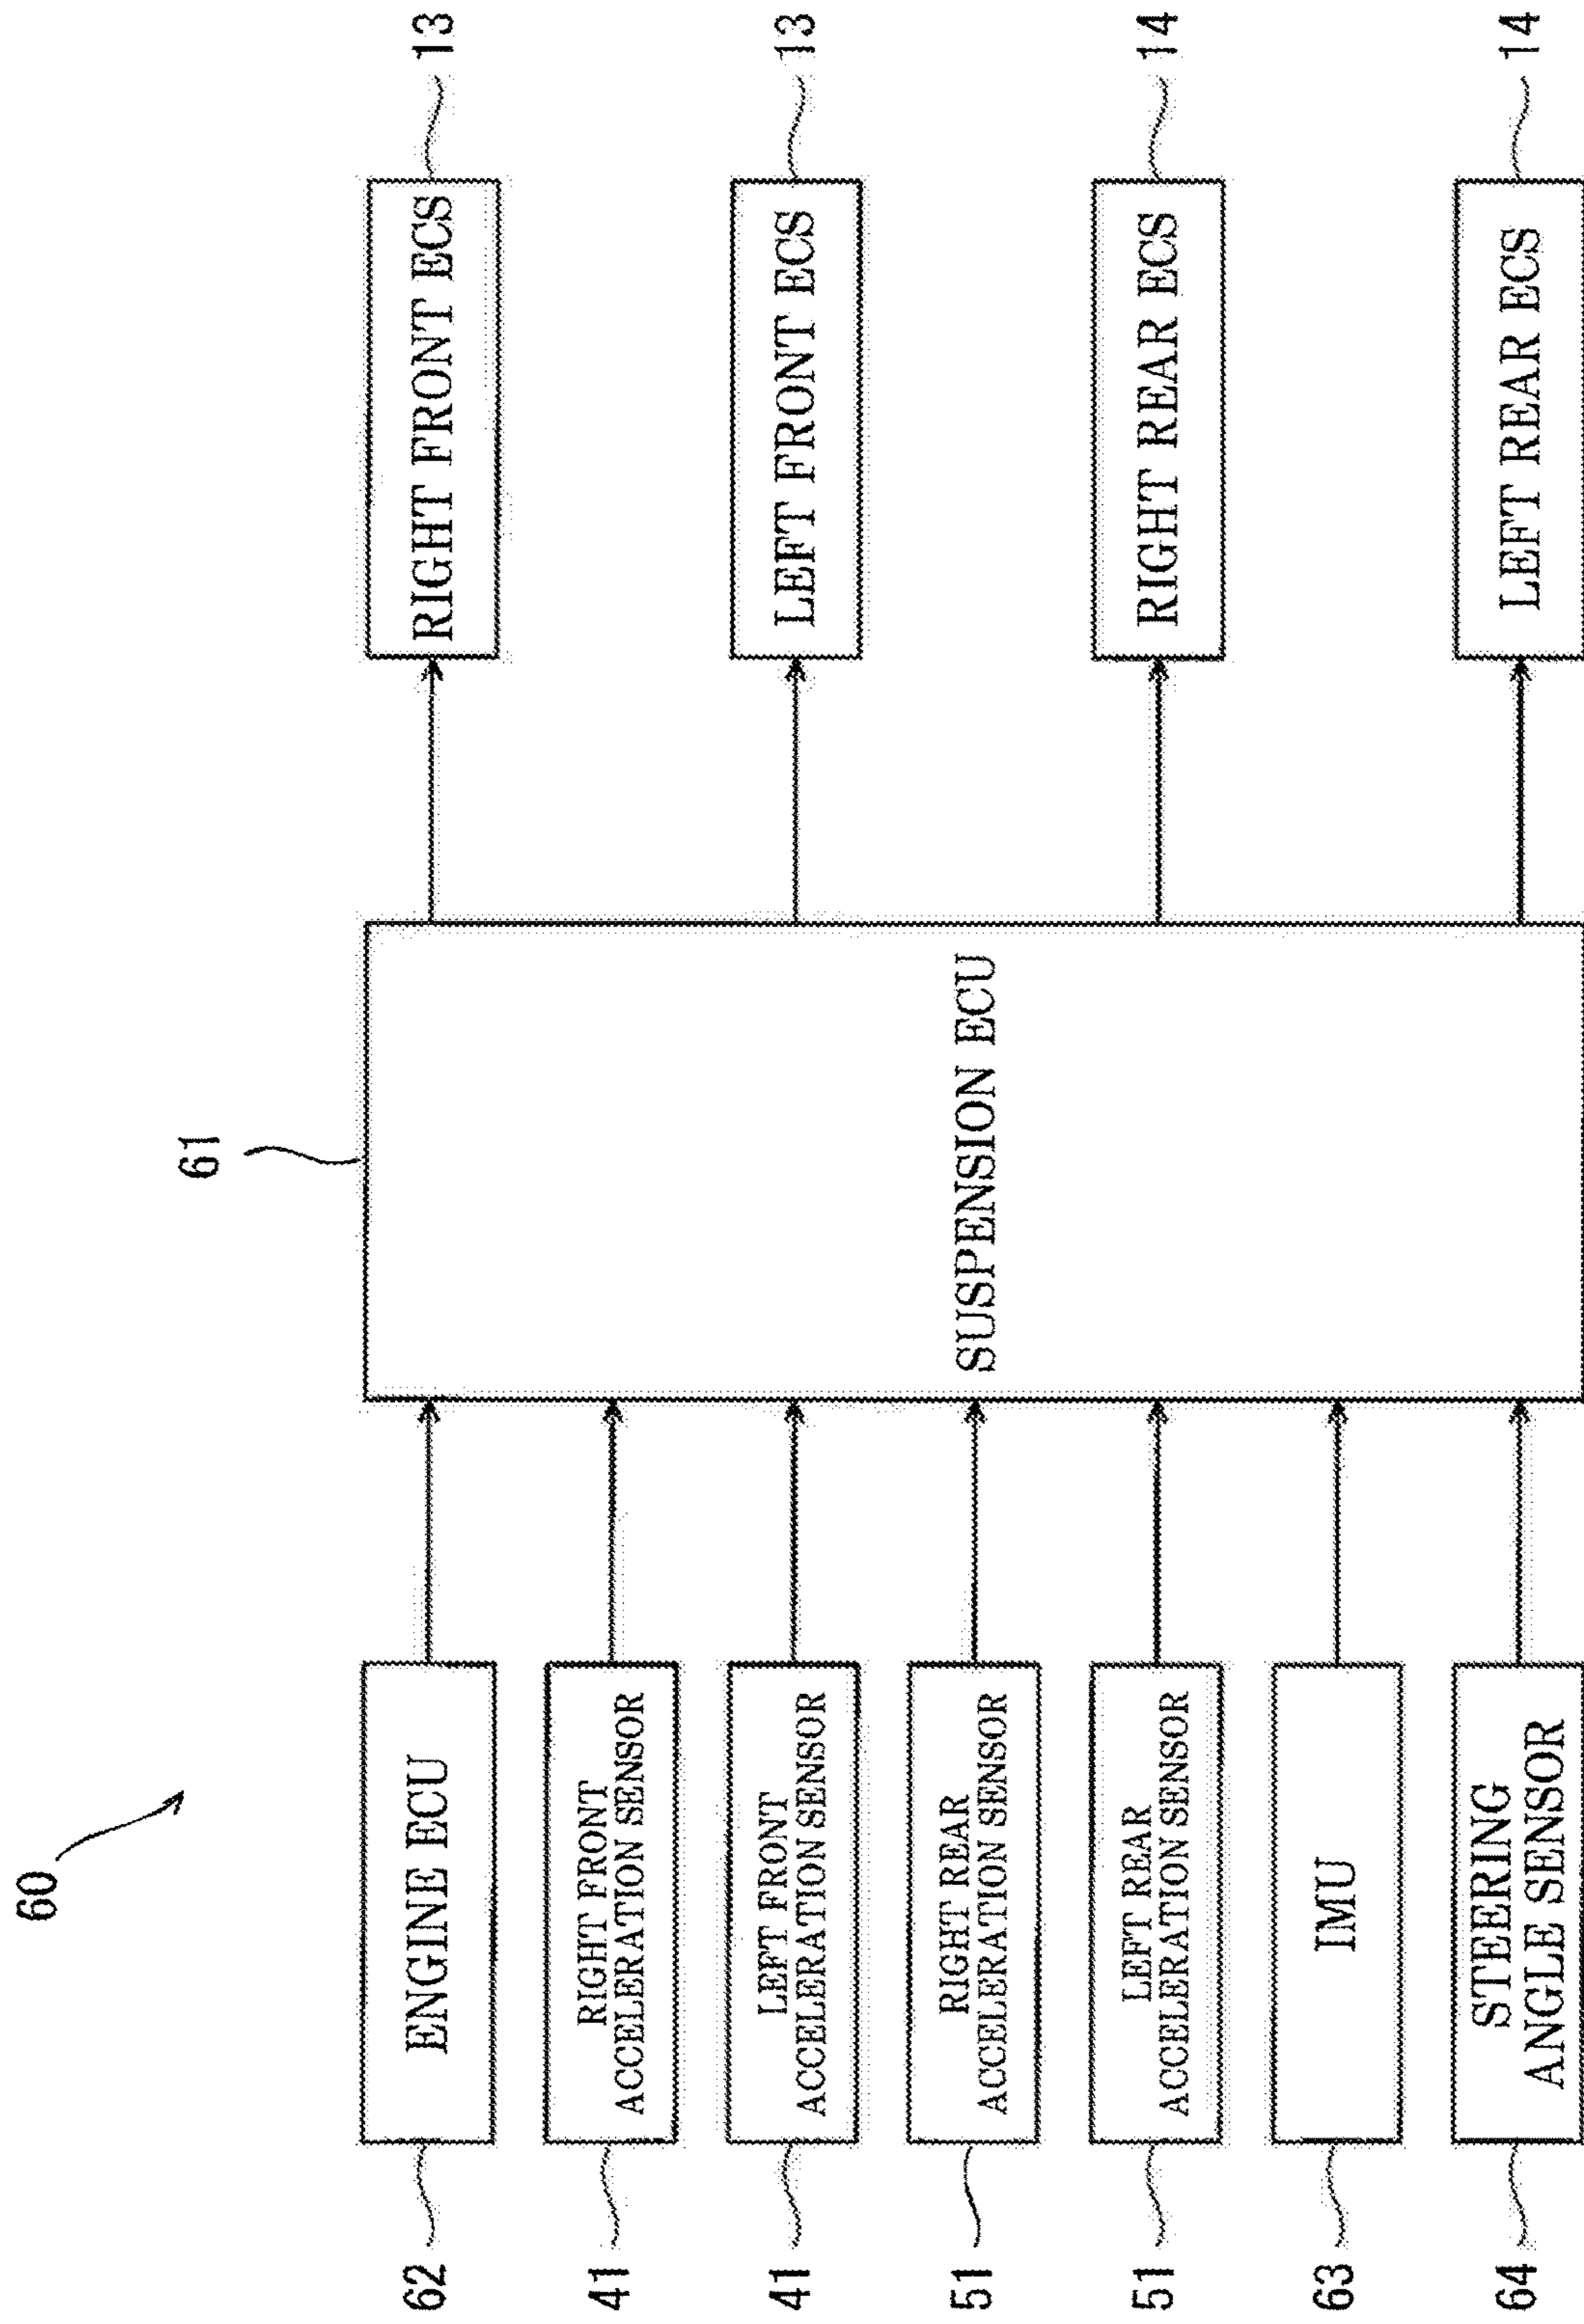 60
61
62
ENGINE ECU
41
RIGHT FRONT
ACCELERATION SENSOR
41
LEFT FRONT
ACCELERATION SENSOR
51
RIGHT REAR
ACCELERATION SENSOR
51
LEFT REAR
ACCELERATION SENSOR
63
IMU
64
STEERING
ANGLE SENSOR
SUSPENSION ECU
RIGHT FRONT ECS
13
LEFT FRONT ECS
13
RIGHT REAR ECS
14
LEFT REAR ECS
14